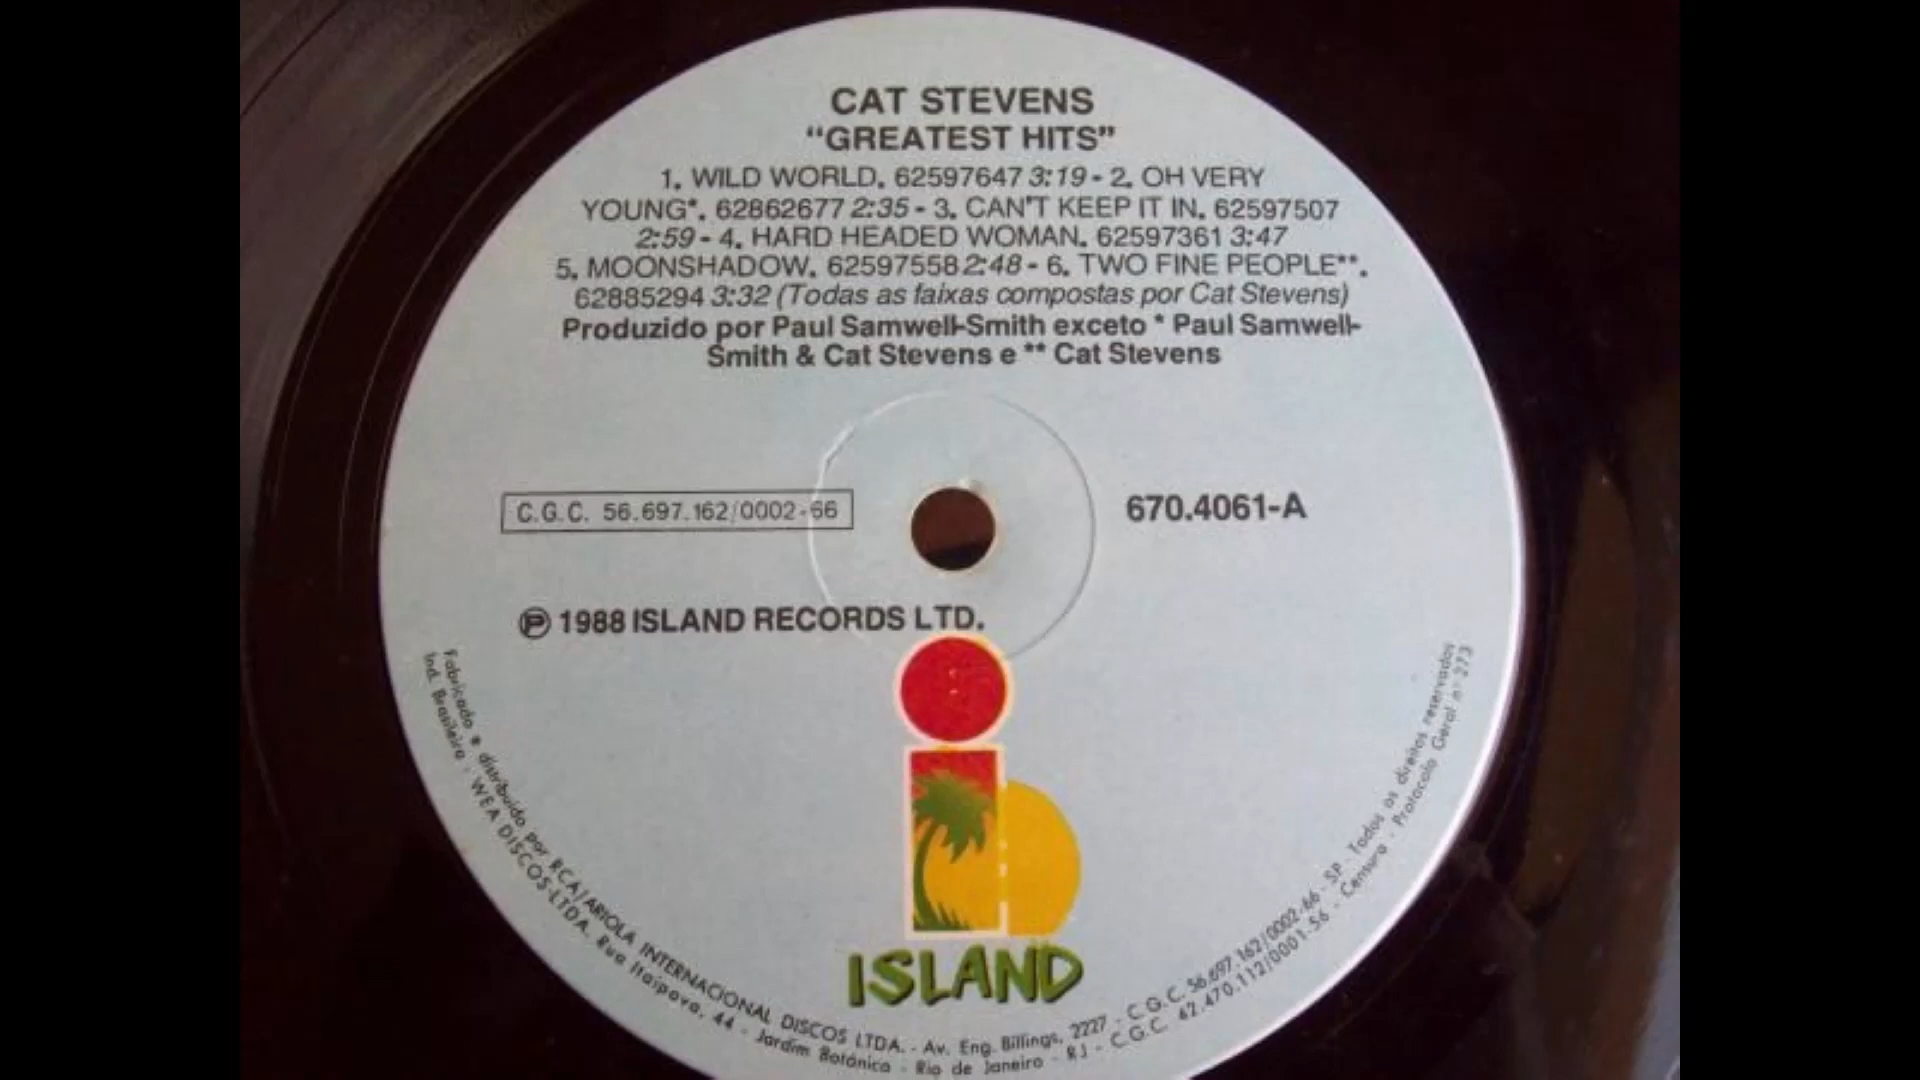 CAT STEVENS
“GREATEST HITS”
1. WILD WORLD. 62597647 3:19 - 2. OH VERY
YOUNG*. 62862677 2:35 - 3. CAN'T KEEP IT IN. 62597507
2:59 - 4. HARD HEADED WOMAN. 62597361 3:47
5. MOONSHADOW. 62597558 2:48 - 6. TWO FINE PEOPLE**.
62885294 3:32 (Todas as faixas compostas por Cat Stevens)
Produzido por Paul Samwell-Smith exceto * Paul Samwell-
Smith & Cat Stevens e ** Cat Stevens
C.G.C. 56.697.162/0002-66
670.4061-A
Ⓟ 1988 ISLAND RECORDS LTD.
ISLAND
Fabricado e distribuído por RCA/ARIOLA INTERNACIONAL DISCOS LTDA. - Av. Eng. Billings, 2227 - C.G.C. 56.697.162/0002-66 - SP - Todos os direitos reservados
Ind. Brasileira - WEA DISCOS-LTDA. Rua Itaipava, 44 - Jardim Botânico - Rio de Janeiro - RJ - C.G.C. 42.470.112/0001-56 - Censura - Protocolo Geral nº 273